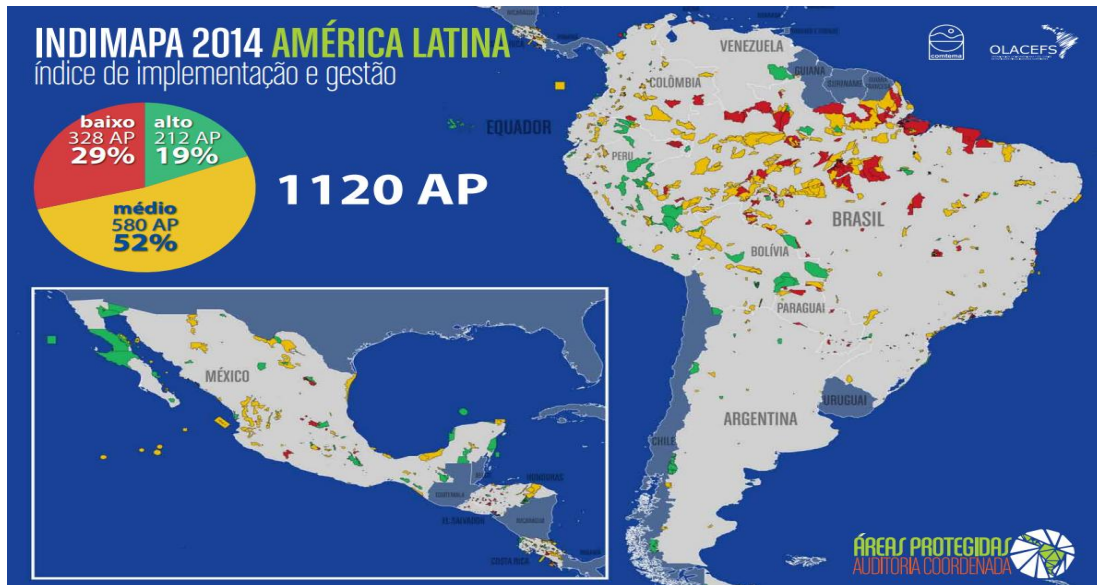 INDIMAPA 2014 AMÉRICA LATINA
índice de implementação e gestão
comtema
OLACEFS
baixo
328 AP
29%
alto
212 AP
19%
médio
580 AP
52%
1120 AP
VENEZUELA
GUIANA
SURINAME
COLÔMBIA
EQUADOR
PERU
BRASIL
BOLÍVIA
PARAGUAI
ARGENTINA
URUGUAI
CHILE
MÉXICO
HONDURAS
EL SALVADOR
NICARÁGUA
COSTA RICA
ÁREAS PROTEGIDAS
AUDITORIA COORDENADA